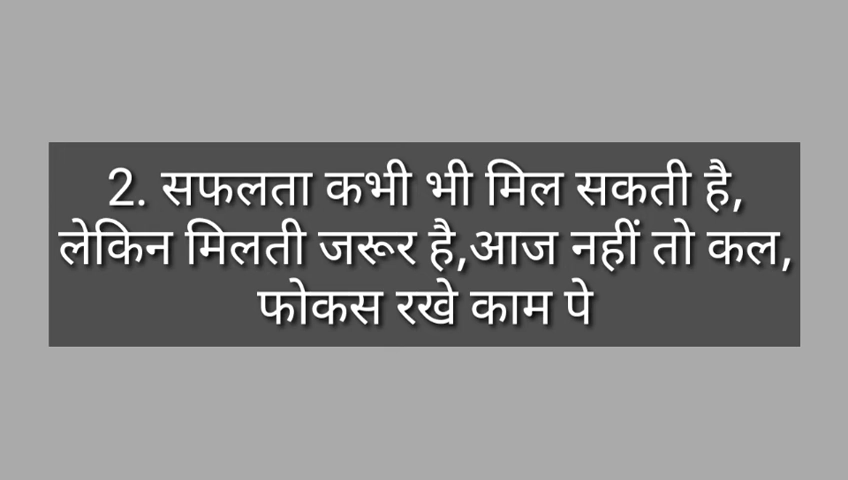 2. सफलता कभी भी मिल सकती है,
लेकिन मिलती जरूर है,आज नहीं तो कल,
फोकस रखे काम पे